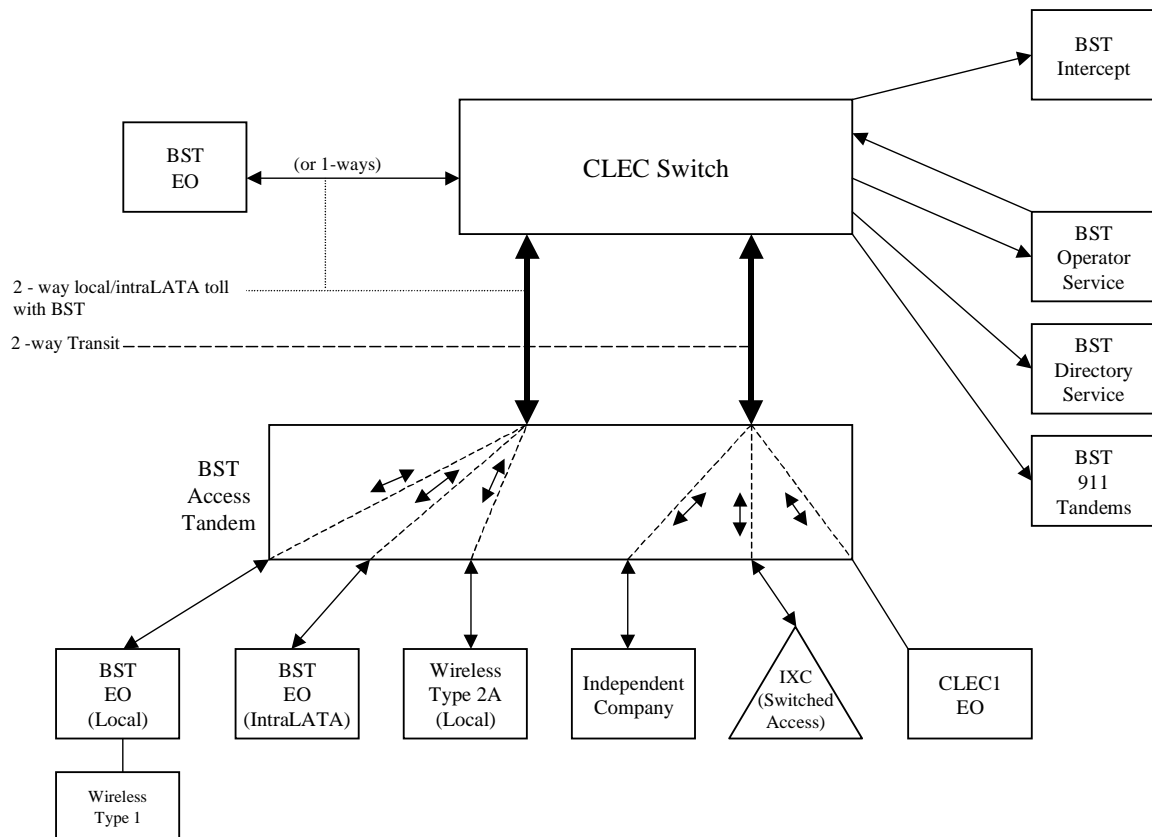 BST
Intercept
BST
EO
(or 1-ways)
CLEC Switch
BST
Operator
Service
2 - way local/intraLATA toll
with BST
2 -way Transit
BST
Directory
Service
BST
911
Tandems
BST
Access
Tandem
BST
EO
(Local)
BST
EO
(IntraLATA)
Wireless
Type 2A
(Local)
Independent
Company
IXC
(Switched
Access)
CLEC1
EO
Wireless
Type 1